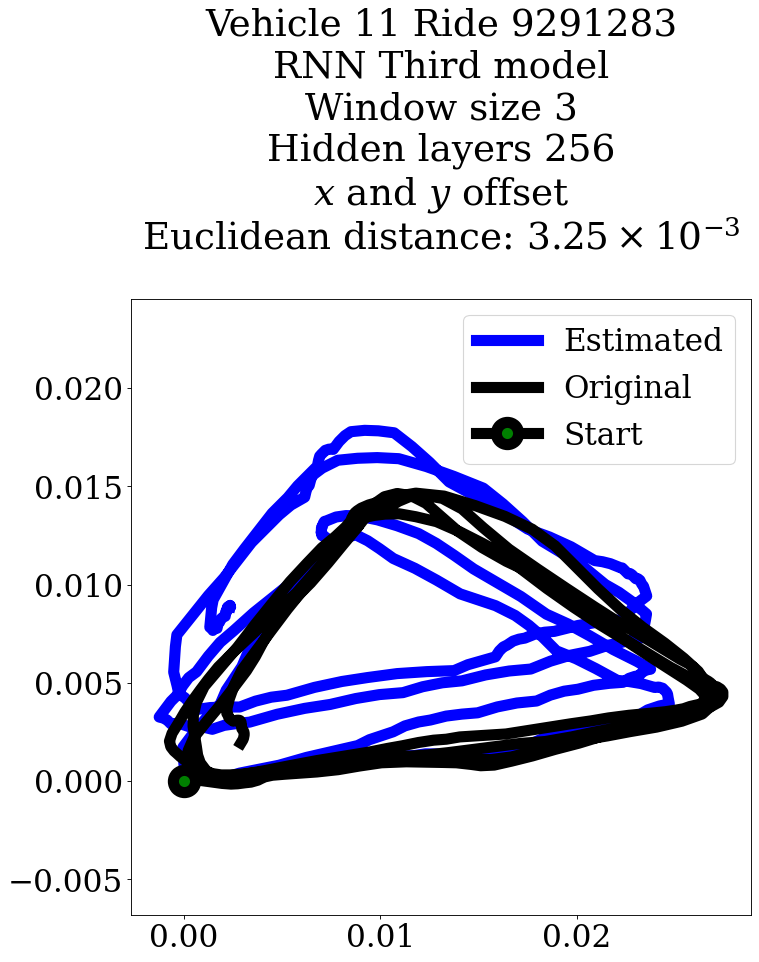 Vehicle 11 Ride 9291283
RNN Third model
Window size 3
Hidden layers 256
x and y offset
Euclidean distance: 3.25 × 10⁻³
Estimated
Original
Start
0.020
0.015
0.010
0.005
0.000
−0.005
0.00 0.01 0.02